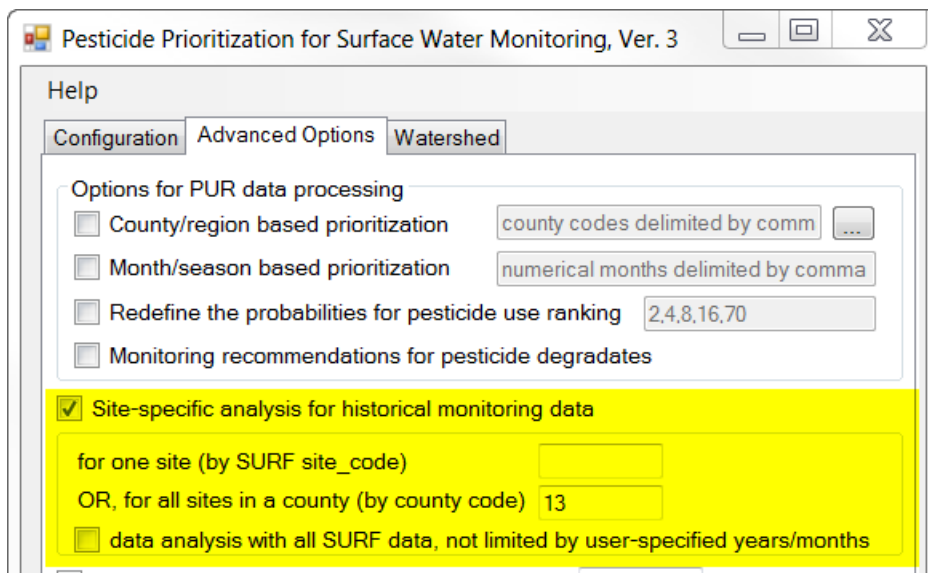 Pesticide Prioritization for Surface Water Monitoring, Ver. 3
Help
Configuration Advanced Options Watershed
Options for PUR data processing
County/region based prioritization county codes delimited by comm ...
Month/season based prioritization numerical months delimited by comma
Redefine the probabilities for pesticide use ranking 2,4,8,16,70
Monitoring recommendations for pesticide degradates
Site-specific analysis for historical monitoring data
for one site (by SURF site_code)
OR, for all sites in a county (by county code) 13
data analysis with all SURF data, not limited by user-specified years/months